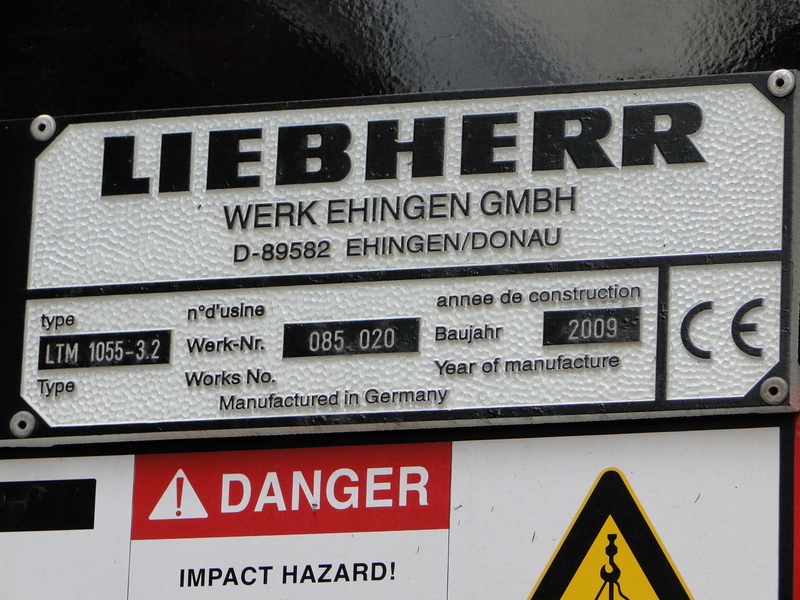 LIEBHERR
WERK EHINGEN GMBH
D-89582 EHINGEN/DONAU
type
LTM 1055-3.2
Type
n°d'usine
Werk-Nr. 085 020
Works No.
annee de construction
Baujahr 2009
Year of manufacture
Manufactured in Germany
CE
DANGER
IMPACT HAZARD!